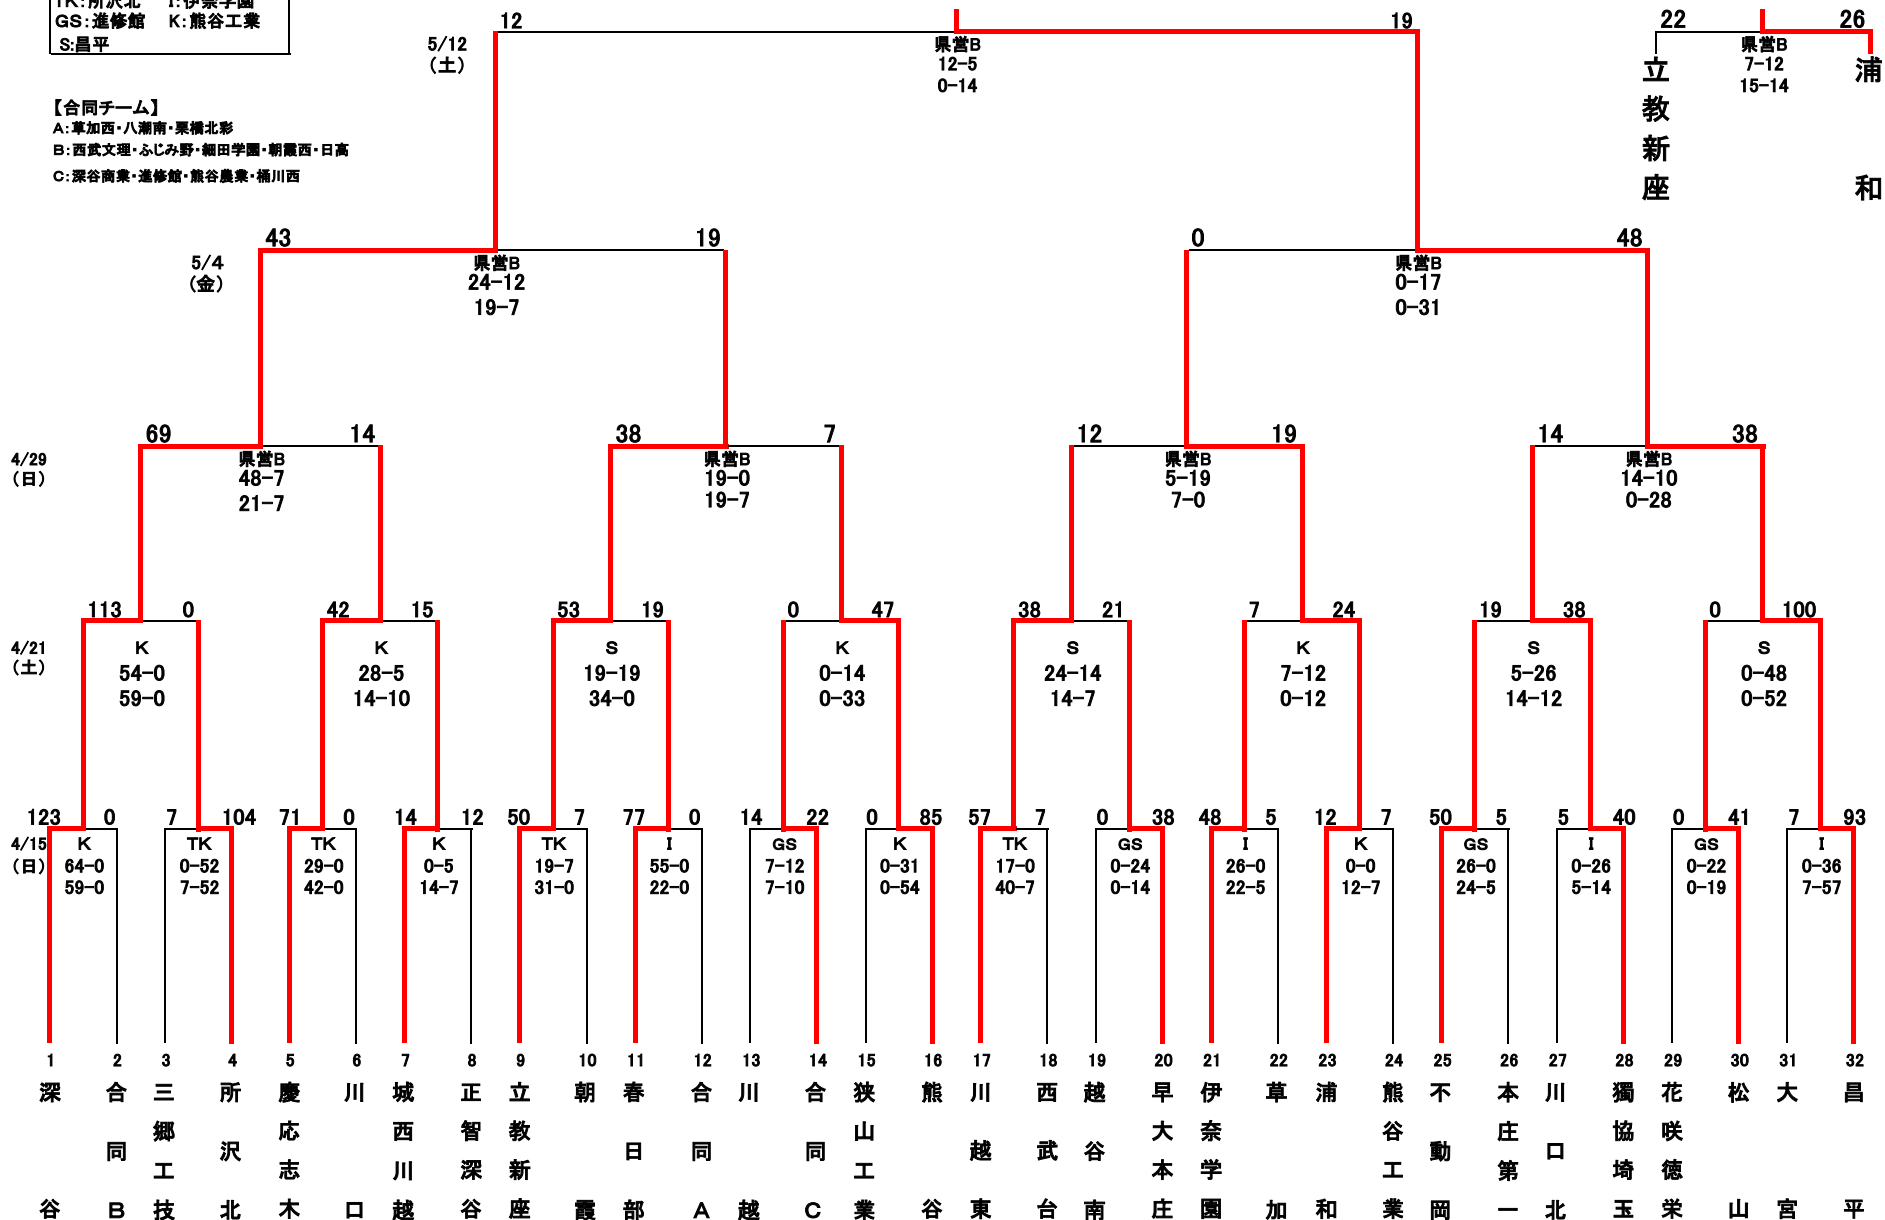 TK：所沢北　I：伊奈学園
GS：進修館　K：熊谷工業
S：昌平
【合同チーム】
A：草加西・八潮南・栗橋北彩
B：西武文理・ふじみ野・細田学園・朝霞西・日高
C：深谷商業・進修館・熊谷農業・桶川西
5/12
（土）
12 19
県営B
12-5
0-14
22 26
県営B
7-12
15-14
立教新座
浦和
5/4
（金）
43 19
県営B
24-12
19-7
0 48
県営B
0-17
0-31
4/29
（日）
69 14
県営B
48-7
21-7
38 7
県営B
19-0
19-7
12 19
県営B
5-19
7-0
14 38
県営B
14-10
0-28
4/21
（土）
113 0
K
54-0
59-0
42 15
K
28-5
14-10
53 19
S
19-19
34-0
0 47
K
0-14
0-33
38 21
S
24-14
14-7
7 24
K
7-12
0-12
19 38
S
5-26
14-12
0 100
S
0-48
0-52
4/15
（日）
123 0
K
64-0
59-0
7 104
TK
0-52
7-52
71 0
TK
29-0
42-0
14 12
K
0-5
14-7
50 7
TK
19-7
31-0
77 0
I
55-0
22-0
14 22
GS
7-12
7-10
0 85
K
0-31
0-54
57 7
TK
17-0
40-7
0 38
GS
0-24
0-14
48 5
I
26-0
22-5
12 7
K
0-0
12-7
50 5
GS
26-0
24-5
5 40
I
0-26
5-14
0 41
GS
0-22
0-19
7 93
I
0-36
7-57
1 深谷
2 合同B
3 三郷工技
4 所沢北
5 慶応志木
6 川口
7 城西川越
8 正智深谷
9 立教新座
10 朝霞
11 春日部
12 合同A
13 川越
14 合同C
15 狭山工業
16 熊谷
17 川越東
18 西武台
19 越谷南
20 早大本庄
21 伊奈学園
22 草加
23 浦和
24 熊谷工業
25 不動岡
26 本庄第一
27 川口北
28 獨協埼玉
29 花咲徳栄
30 松山
31 大宮
32 昌平